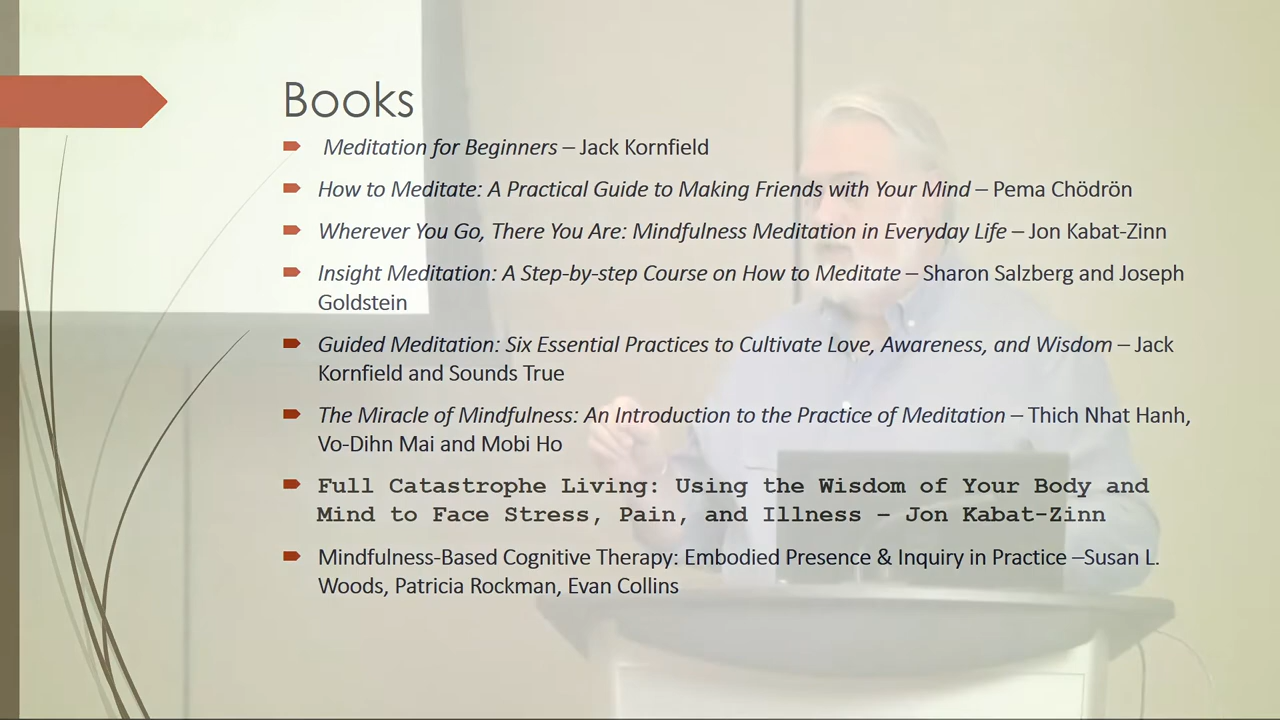 Books
Meditation for Beginners – Jack Kornfield
How to Meditate: A Practical Guide to Making Friends with Your Mind – Pema Chödrön
Wherever You Go, There You Are: Mindfulness Meditation in Everyday Life – Jon Kabat-Zinn
Insight Meditation: A Step-by-step Course on How to Meditate – Sharon Salzberg and Joseph
Goldstein
Guided Meditation: Six Essential Practices to Cultivate Love, Awareness, and Wisdom – Jack
Kornfield and Sounds True
The Miracle of Mindfulness: An Introduction to the Practice of Meditation – Thich Nhat Hanh,
Vo-Dihn Mai and Mobi Ho
Full Catastrophe Living: Using the Wisdom of Your Body and
Mind to Face Stress, Pain, and Illness – Jon Kabat-Zinn
Mindfulness-Based Cognitive Therapy: Embodied Presence & Inquiry in Practice –Susan L.
Woods, Patricia Rockman, Evan Collins